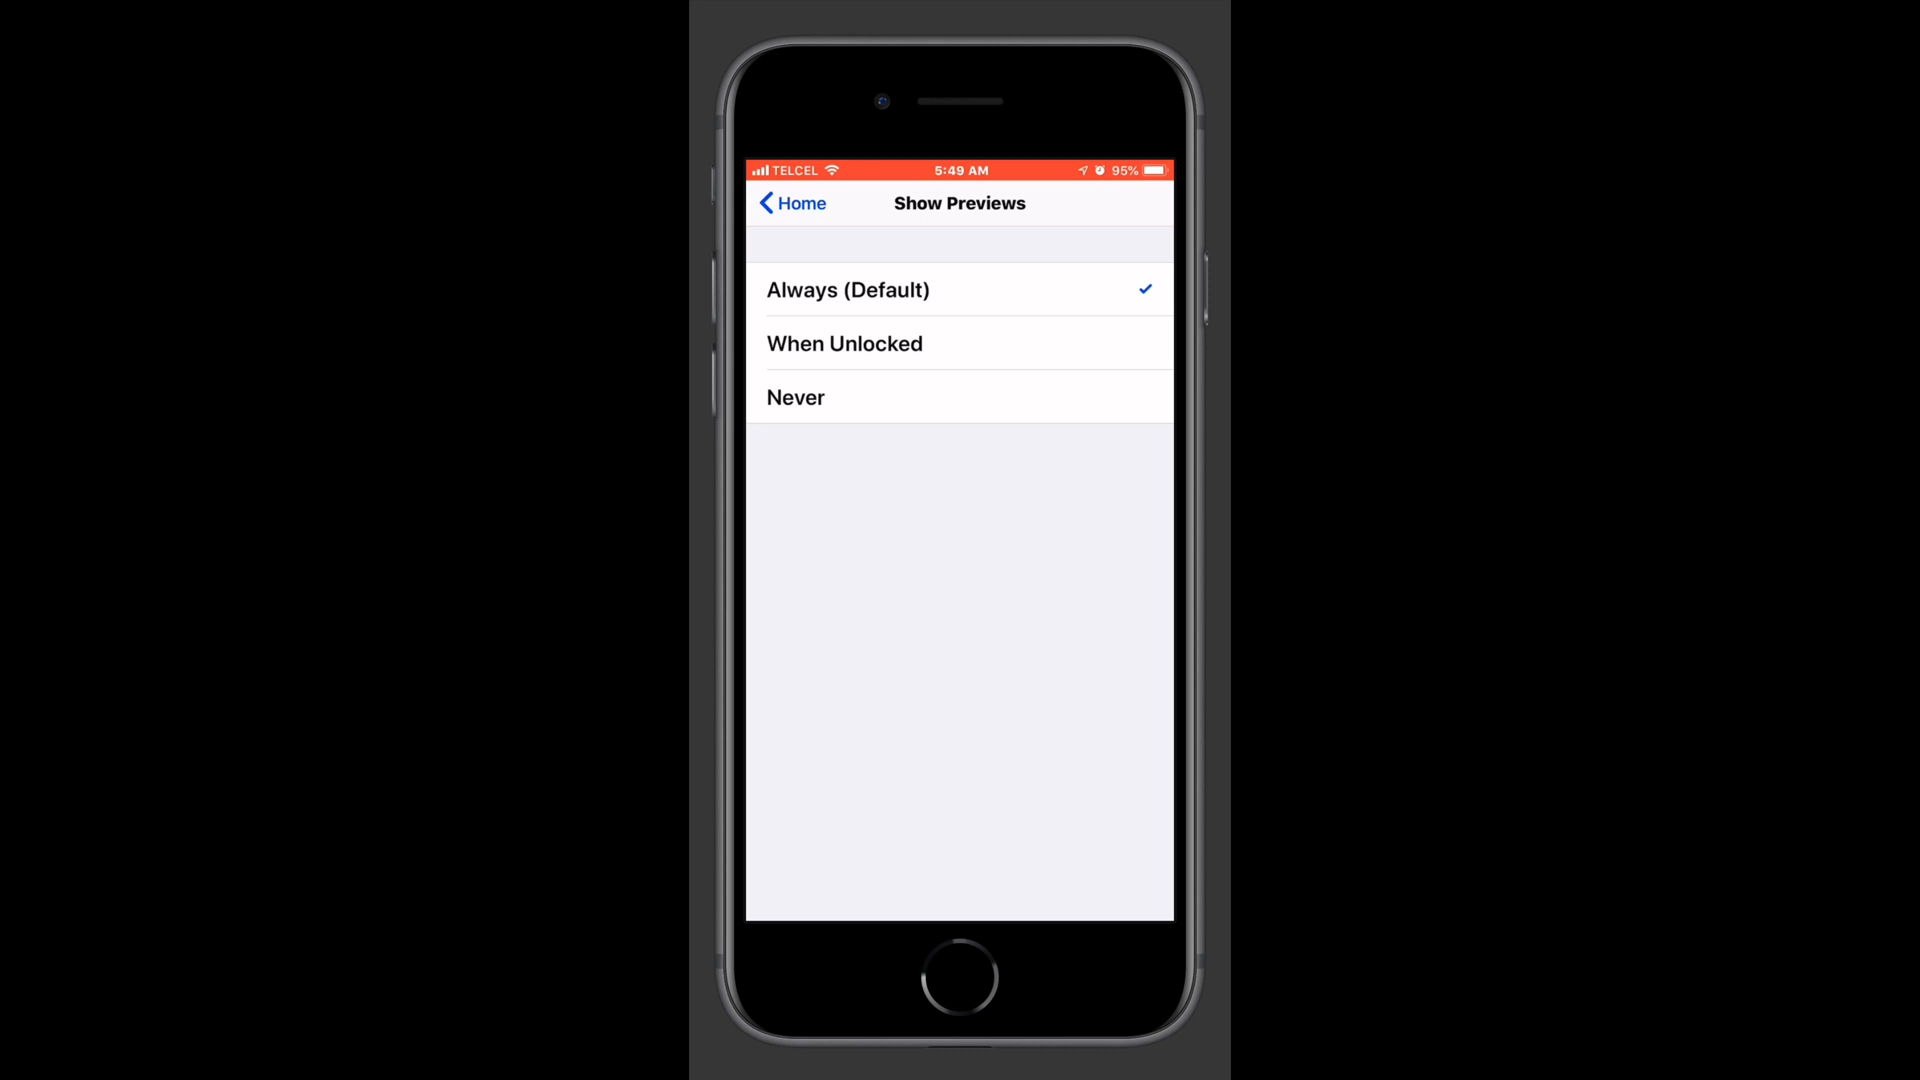 TELCEL 5:49 AM 95%
Home Show Previews
Always (Default)
When Unlocked
Never